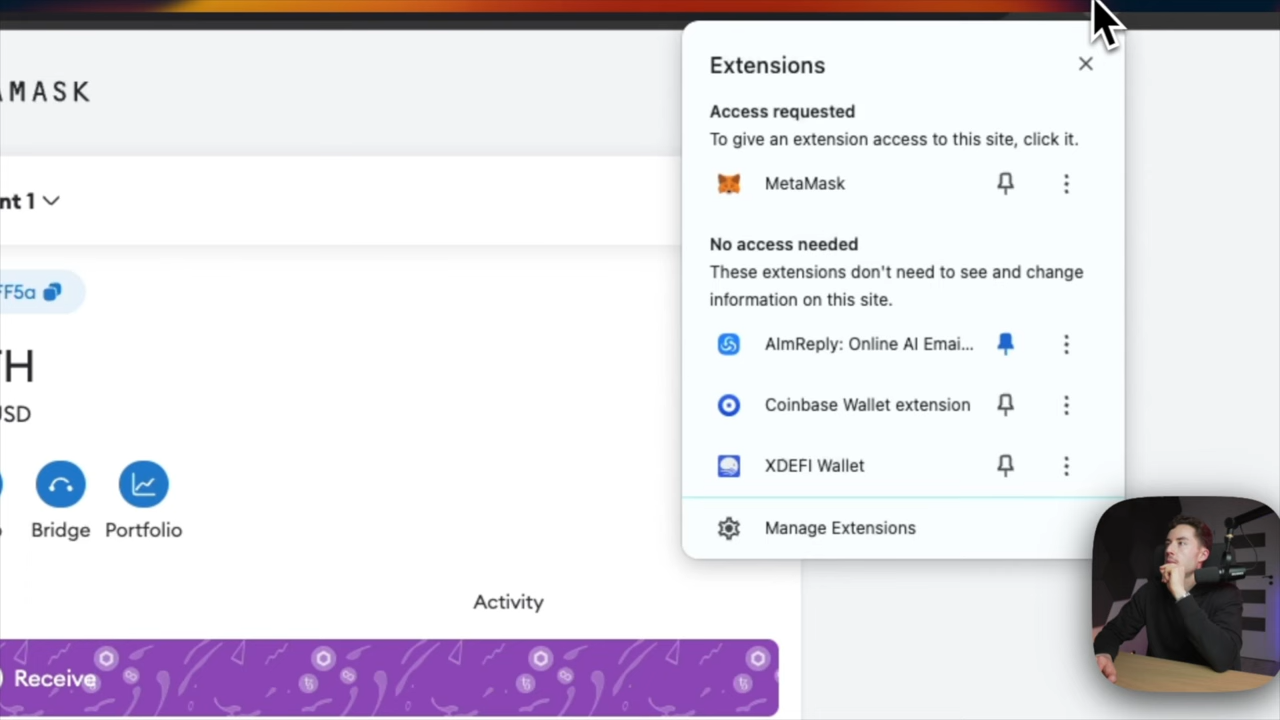 AMASK
nt 1
FF5a
TH
USD
Bridge
Portfolio
Activity
Receive
Extensions
Access requested
To give an extension access to this site, click it.
MetaMask
No access needed
These extensions don't need to see and change
information on this site.
AImReply: Online AI Emai...
Coinbase Wallet extension
XDEFI Wallet
Manage Extensions